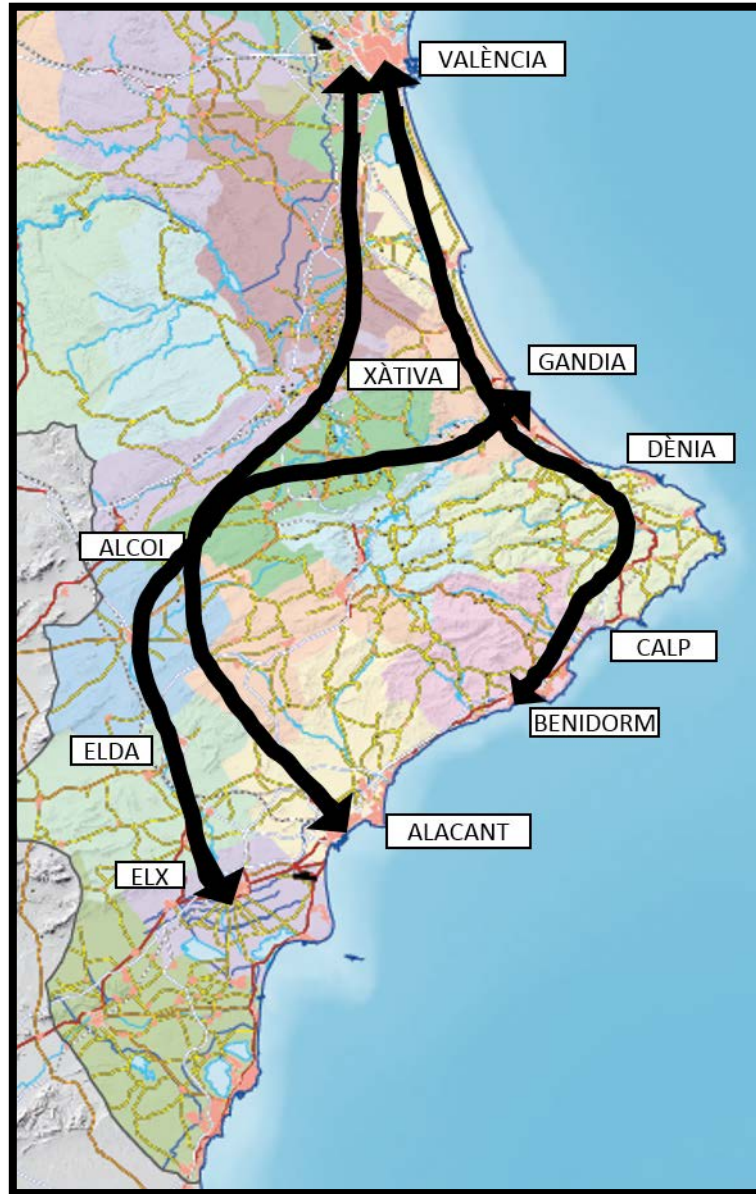 VALÈNCIA
XÀTIVA
GANDIA
DÈNIA
ALCOI
CALP
BENIDORM
ELDA
ALACANT
ELX